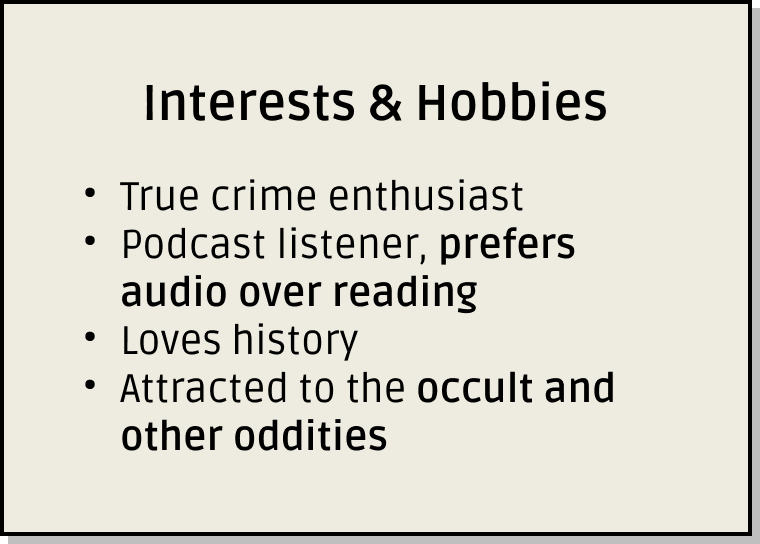 Interests & Hobbies
• True crime enthusiast
• Podcast listener, prefers
audio over reading
• Loves history
• Attracted to the occult and
other oddities